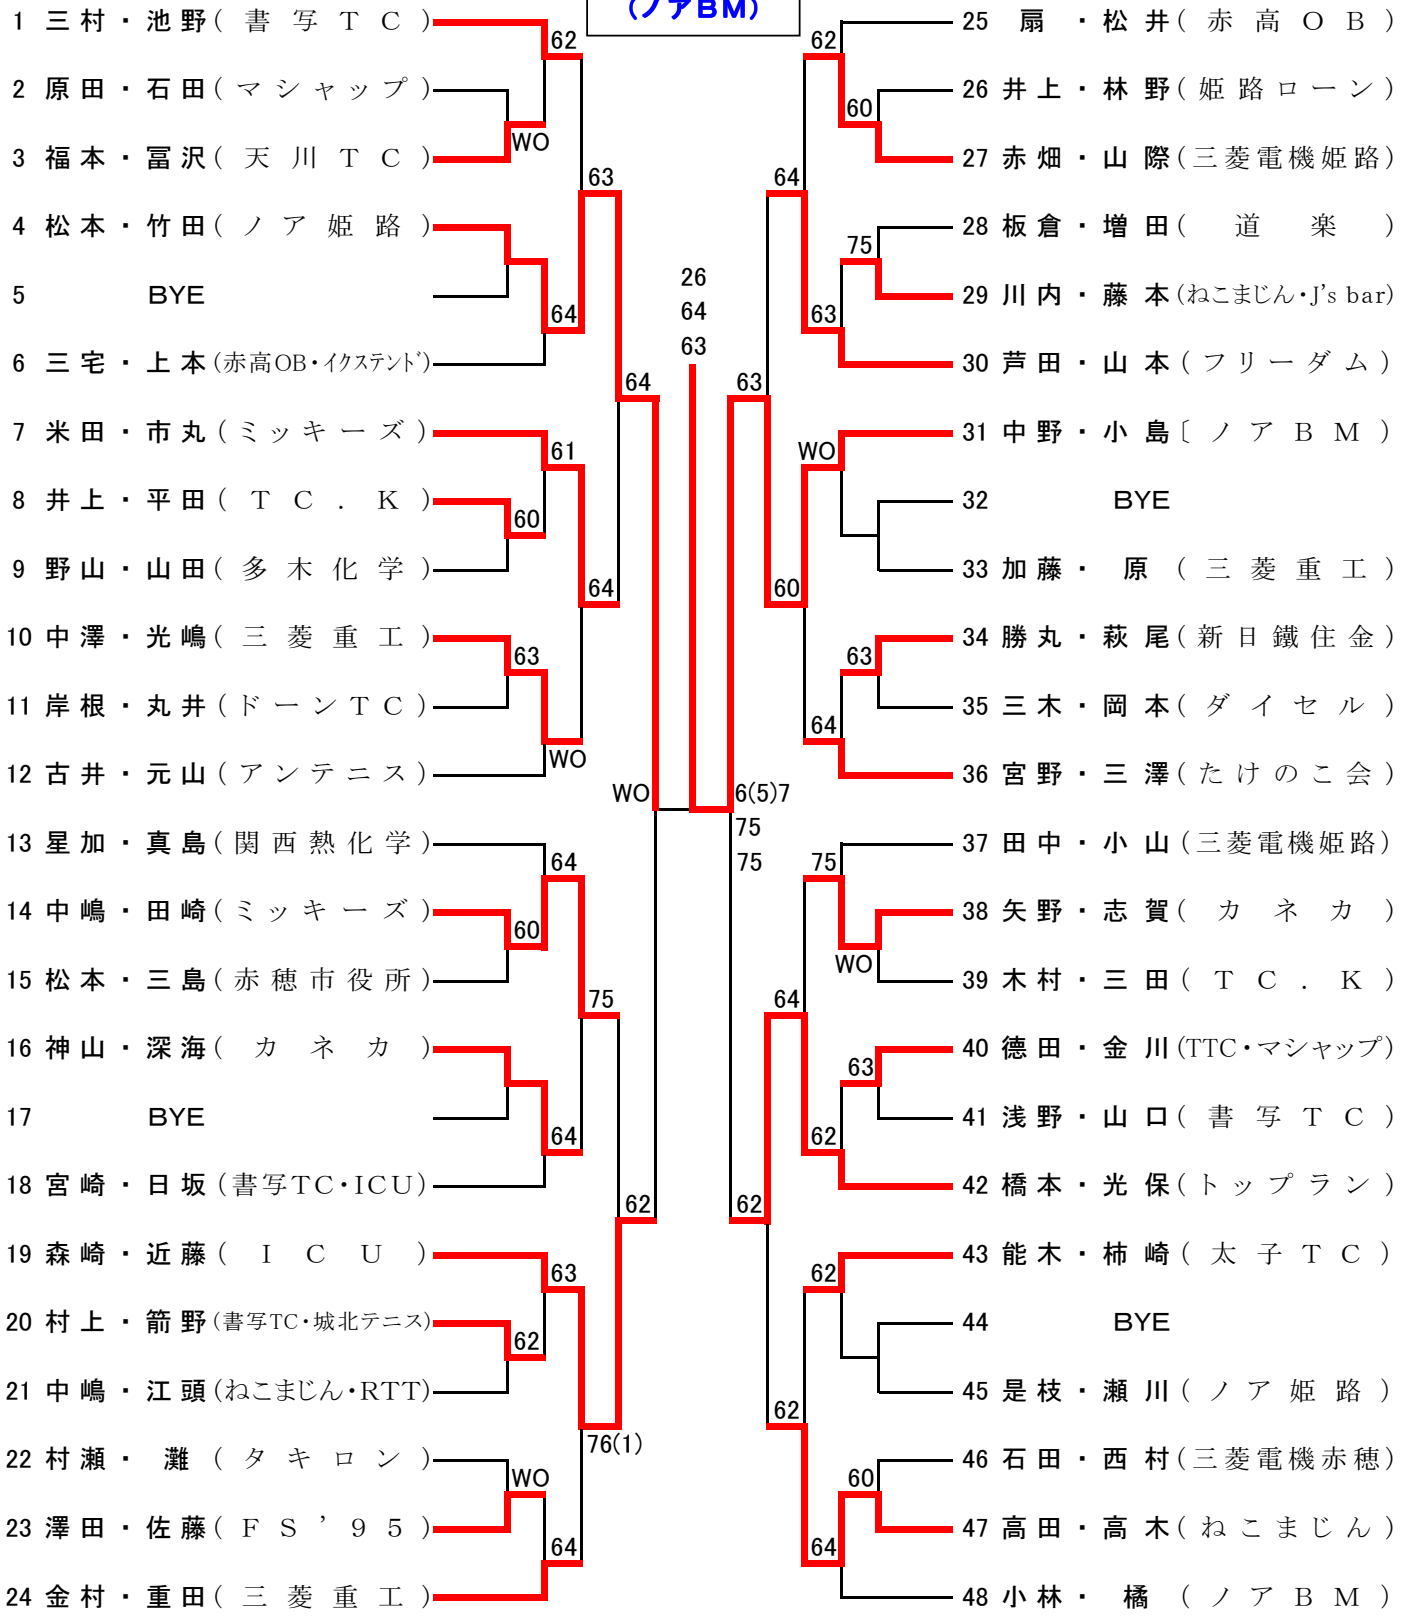 (ノアBM)
1 三村・池野(書写TC)
2 原田・石田(マシャップ)
3 福本・冨沢(天川TC)
4 松本・竹田(ノア姫路)
5 BYE
6 三宅・上本(赤高OB・イクステンド)
7 米田・市丸(ミッキーズ)
8 井上・平田(TC.K)
9 野山・山田(多木化学)
10 中澤・光嶋(三菱重工)
11 岸根・丸井(ドーンTC)
12 古井・元山(アンテニス)
13 星加・真島(関西熱化学)
14 中嶋・田崎(ミッキーズ)
15 松本・三島(赤穂市役所)
16 神山・深海(カネカ)
17 BYE
18 宮崎・日坂(書写TC・ICU)
19 森崎・近藤(ICU)
20 村上・箭野(書写TC・城北テニス)
21 中嶋・江頭(ねこまじん・RTT)
22 村瀬・灘(タキロン)
23 澤田・佐藤(FS'95)
24 金村・重田(三菱重工)
62
WO
64
61
60
63
WO
64
60
64
63
62
WO
64
63
64
75
76(1)
64
62
WO
26
64
63
6(5)7
75
75
63
62
64
60
64
62
62
60
75
63
WO
63
64
75
WO
63
62
62
60
64
25 扇・松井(赤高OB)
26 井上・林野(姫路ローン)
27 赤畑・山際(三菱電機姫路)
28 板倉・増田(道楽)
29 川内・藤本(ねこまじん・J's bar)
30 芦田・山本(フリーダム)
31 中野・小島〔ノアBM)
32 BYE
33 加藤・原(三菱重工)
34 勝丸・萩尾(新日鐵住金)
35 三木・岡本(ダイセル)
36 宮野・三澤(たけのこ会)
37 田中・小山(三菱電機姫路)
38 矢野・志賀(カネカ)
39 木村・三田(TC.K)
40 德田・金川(TTC・マシャップ)
41 浅野・山口(書写TC)
42 橋本・光保(トップラン)
43 能木・柿崎(太子TC)
44 BYE
45 是枝・瀬川(ノア姫路)
46 石田・西村(三菱電機赤穂)
47 高田・高木(ねこまじん)
48 小林・橘(ノアBM)